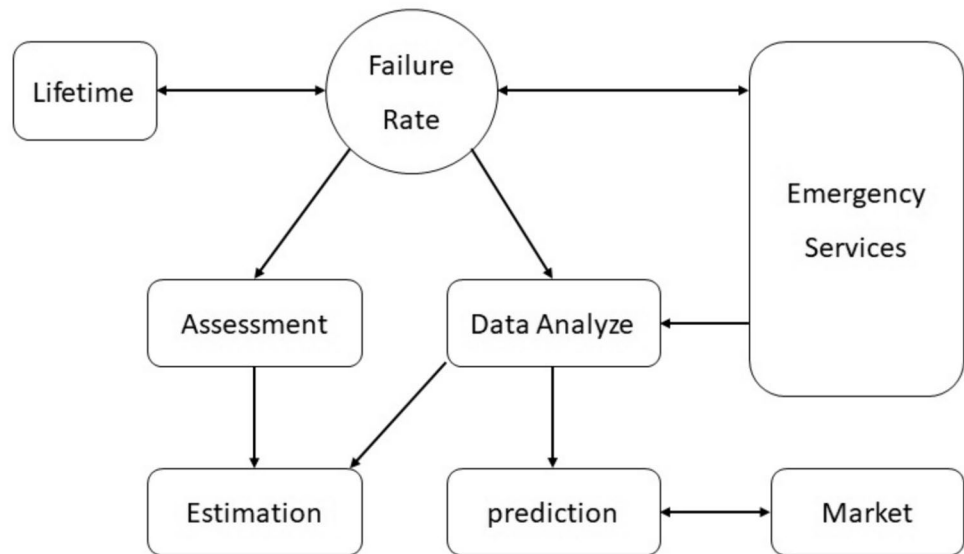 Lifetime
Failure
Rate
Emergency
Services
Assessment
Data Analyze
Estimation
prediction
Market